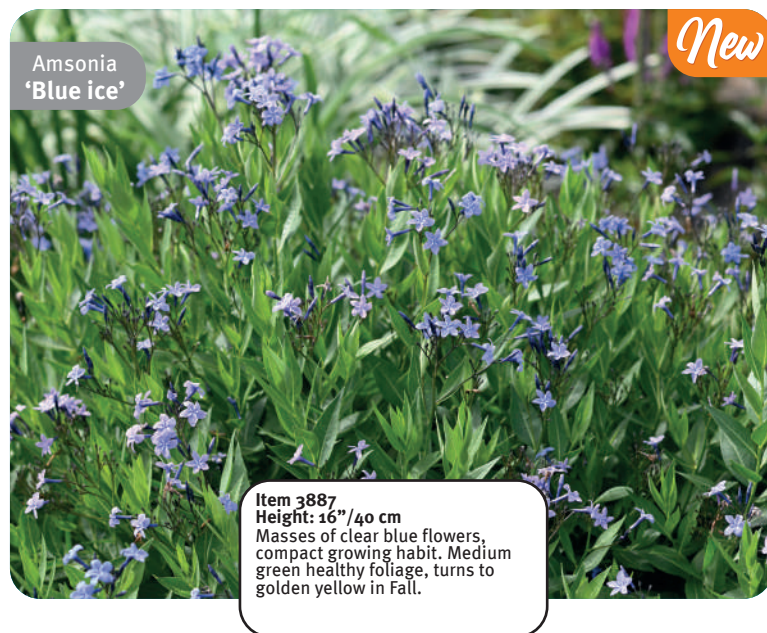 Amsonia
‘Blue ice’
New
Item 3887
Height: 16”/40 cm
Masses of clear blue flowers,
compact growing habit. Medium
green healthy foliage, turns to
golden yellow in Fall.